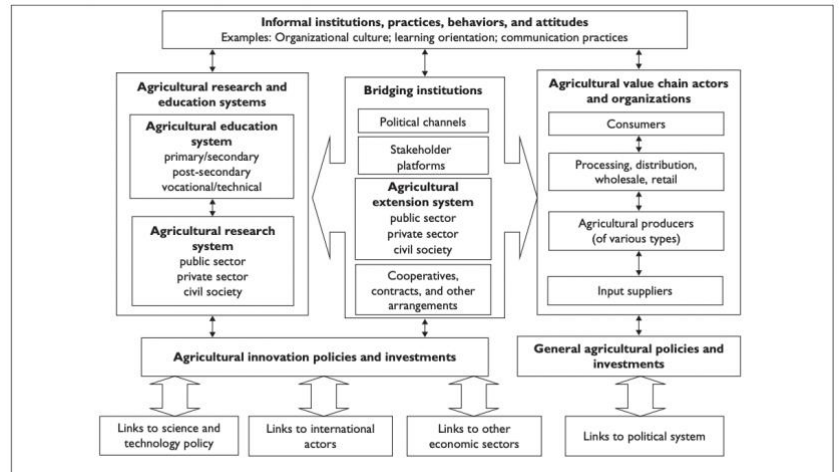 Informal institutions, practices, behaviors, and attitudes
Examples: Organizational culture; learning orientation; communication practices
Agricultural research and
education systems
Agricultural education
system
primary/secondary
post-secondary
vocational/technical
Agricultural research
system
public sector
private sector
civil society
Bridging institutions
Political channels
Stakeholder
platforms
Agricultural
extension system
public sector
private sector
civil society
Cooperatives,
contracts, and other
arrangements
Agricultural value chain actors
and organizations
Consumers
Processing, distribution,
wholesale, retail
Agricultural producers
(of various types)
Input suppliers
Agricultural innovation policies and investments
General agricultural policies and
investments
Links to science and
technology policy
Links to international
actors
Links to other
economic sectors
Links to political system